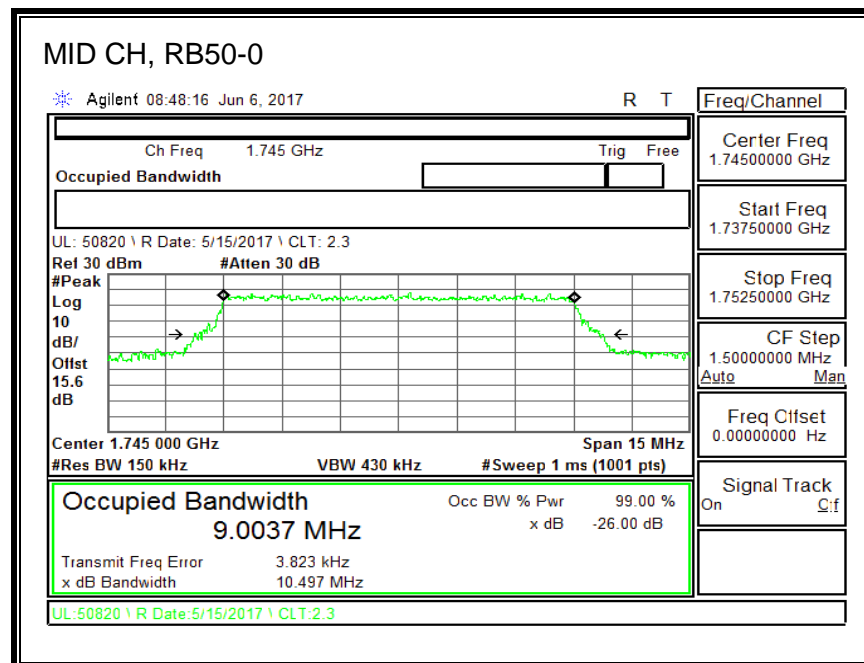 MID CH, RB50-0
Agilent 08:48:16 Jun 6, 2017 R T
Ch Freq 1.745 GHz Trig Free
Occupied Bandwidth
UL: 50820 \ R Date: 5/15/2017 \ CLT: 2.3
Ref 30 dBm #Atten 30 dB
#Peak
Log
10
dB/
Offst
15.6
dB
Center 1.745 000 GHz Span 15 MHz
#Res BW 150 kHz VBW 430 kHz #Sweep 1 ms (1001 pts)
Occupied Bandwidth Occ BW % Pwr 99.00 %
9.0037 MHz x dB -26.00 dB
Transmit Freq Error 3.823 kHz
x dB Bandwidth 10.497 MHz
UL:50820 \ R Date:5/15/2017 \ CLT:2.3
Freq/Channel
Center Freq
1.74500000 GHz
Start Freq
1.73750000 GHz
Stop Freq
1.75250000 GHz
CF Step
1.50000000 MHz
Auto Man
Freq Offset
0.00000000 Hz
Signal Track
On Off